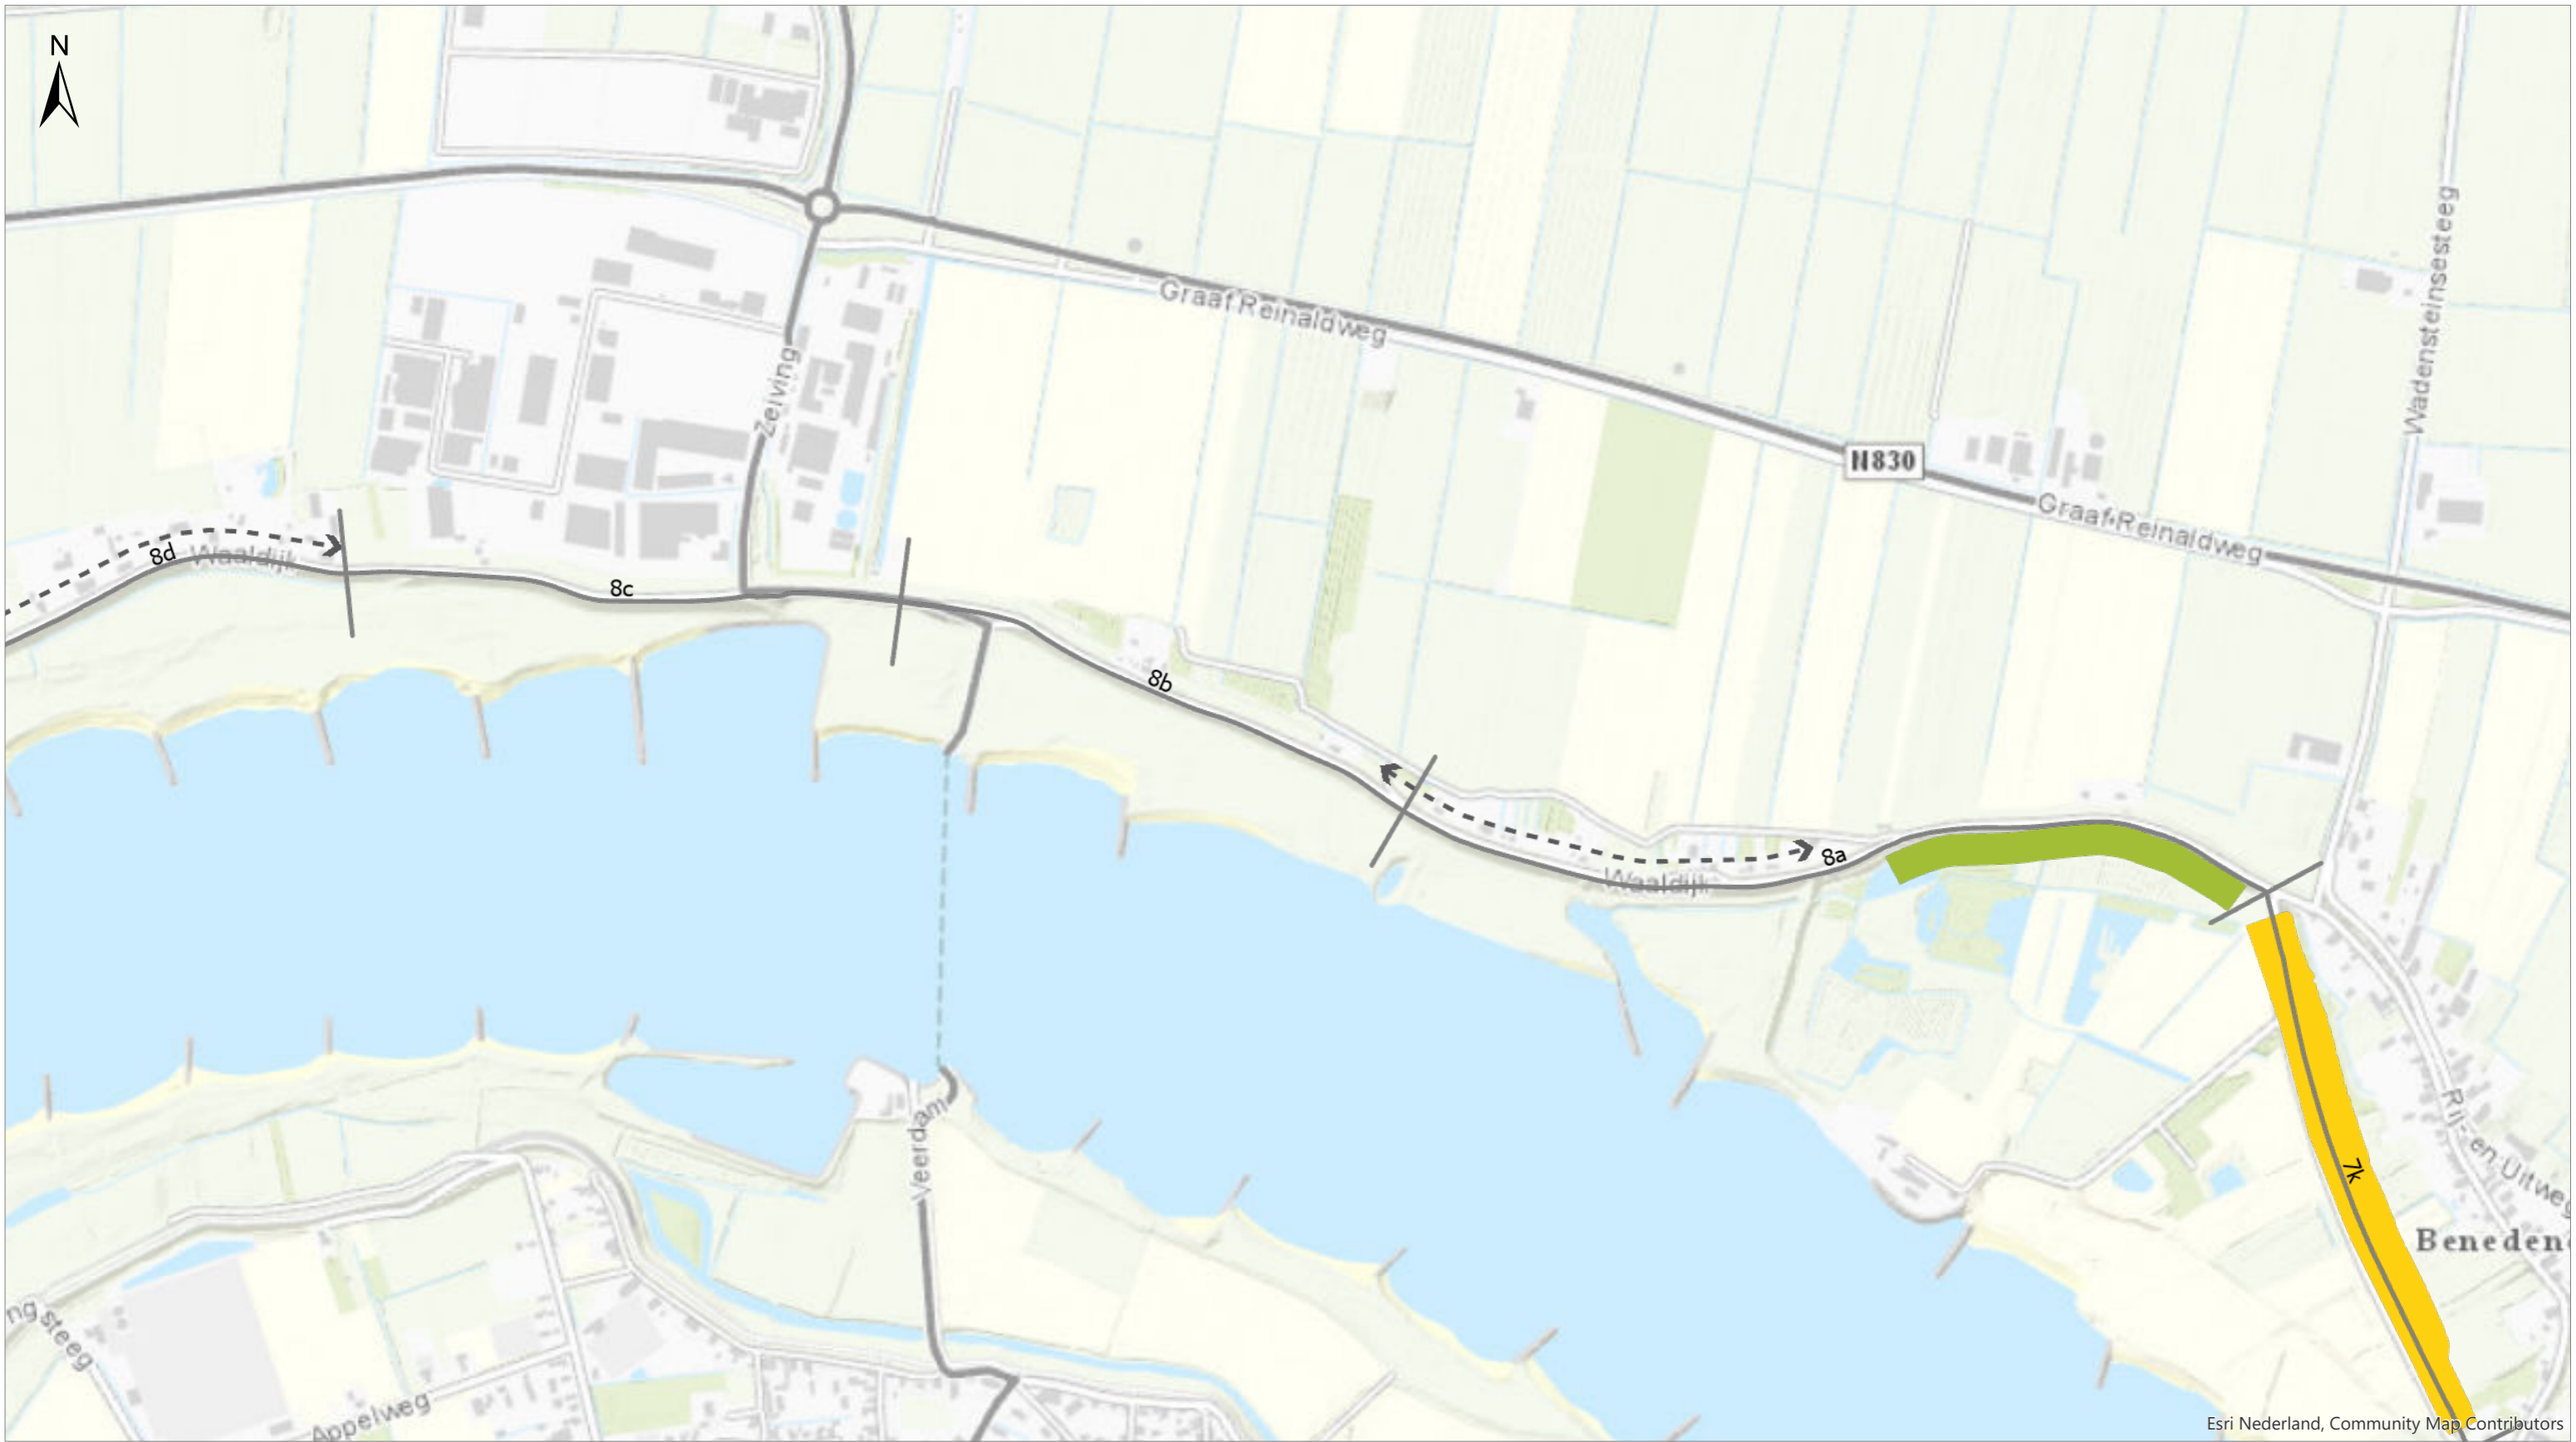 N
Graaf Reinaldweg
Wadensteinsesteeg
Zeiving
N830
Graaf Reinaldweg
8d
Waaldijk
8c
8b
8a
Waaldijk
Veerdam
7k
Rij- en Uitweg
Beneden
ng steeg
Appelweg
Esri Nederland, Community Map Contributors